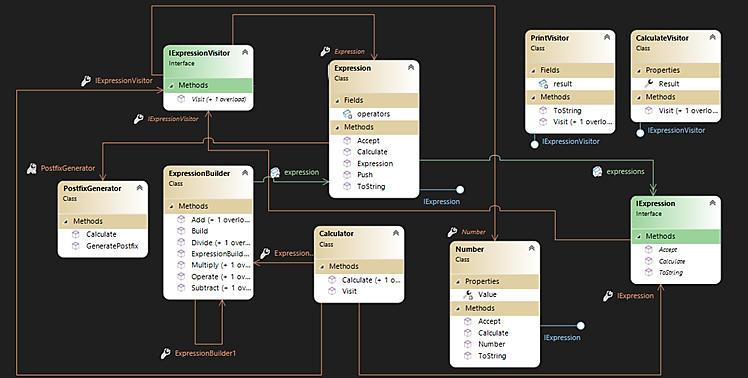 IExpressionVisitor
Interface
Methods
Visit (+ 1 overload)
Expression
Expression
Class
Fields
operators
Methods
Accept
Calculate
Expression
Push
ToString
IExpression
PrintVisitor
Class
Fields
result
Methods
ToString
Visit (+ 1 overlo...
IExpressionVisitor
CalculateVisitor
Class
Properties
Result
Methods
Visit (+ 1 overlo...
IExpressionVisitor
IExpressionVisitor
IExpressionVisitor
PostfixGenerator
PostfixGenerator
Class
Methods
Calculate
GeneratePostfix
ExpressionBuilder
Class
Methods
Add (+ 1 overlo...
Build
Divide (+ 1 over...
ExpressionBuild...
Multiply (+ 1 ov...
Operate (+ 1 ov...
Subtract (+ 1 ov...
ExpressionBuilder1
expression
expressions
Calculator
Class
Methods
Calculate (+ 1 o...
Visit
Expression...
Number
Number
Class
Properties
Value
Methods
Accept
Calculate
Number
ToString
IExpression
IExpression
Interface
Methods
Accept
Calculate
ToString
IExpression